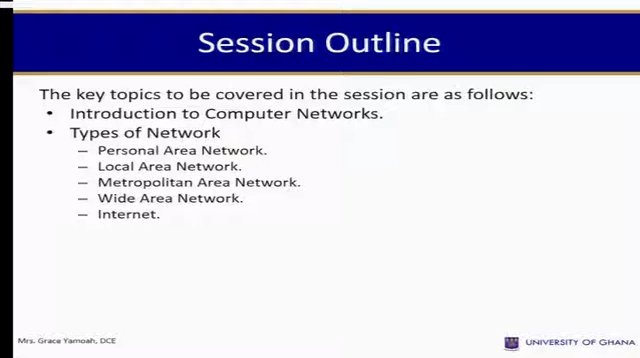 Session Outline
The key topics to be covered in the session are as follows:
• Introduction to Computer Networks.
• Types of Network
– Personal Area Network.
– Local Area Network.
– Metropolitan Area Network.
– Wide Area Network.
– Internet.
Mrs. Grace Yamoah, DCE
UNIVERSITY OF GHANA